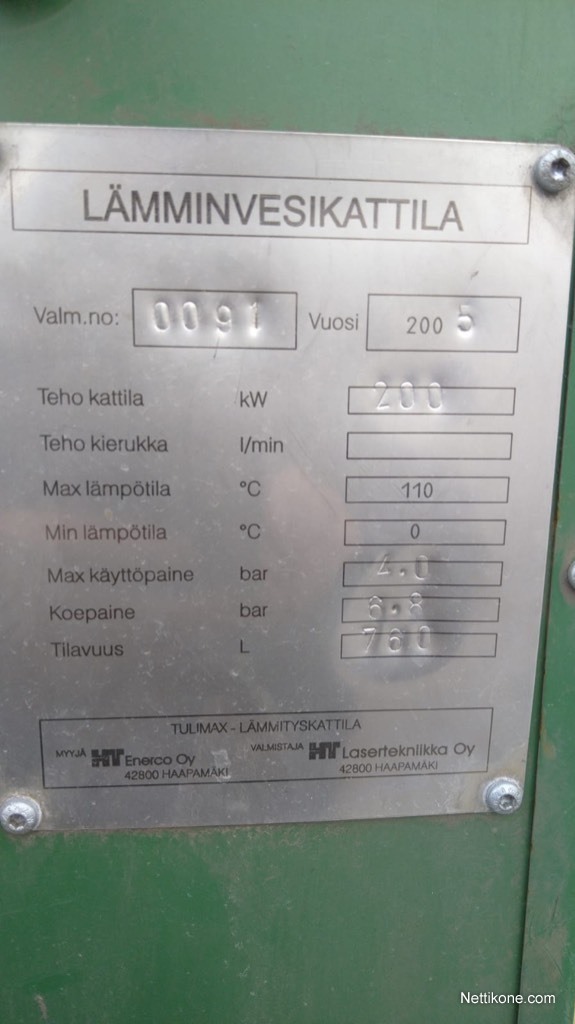 LÄMMINVESIKATTILA
Valm.no: 0091 Vuosi 2005
Teho kattila kW 200
Teho kierukka l/min
Max lämpötila °C 110
Min lämpötila °C 0
Max käyttöpaine bar 4.0
Koepaine bar 6.8
Tilavuus L 760
TULIMAX - LÄMMITYSKATTILA
MYYJÄ HT Enerco Oy VALMISTAJA HT Lasertekniikka Oy
42800 HAAPAMÄKI 42800 HAAPAMÄKI
Nettikone.com